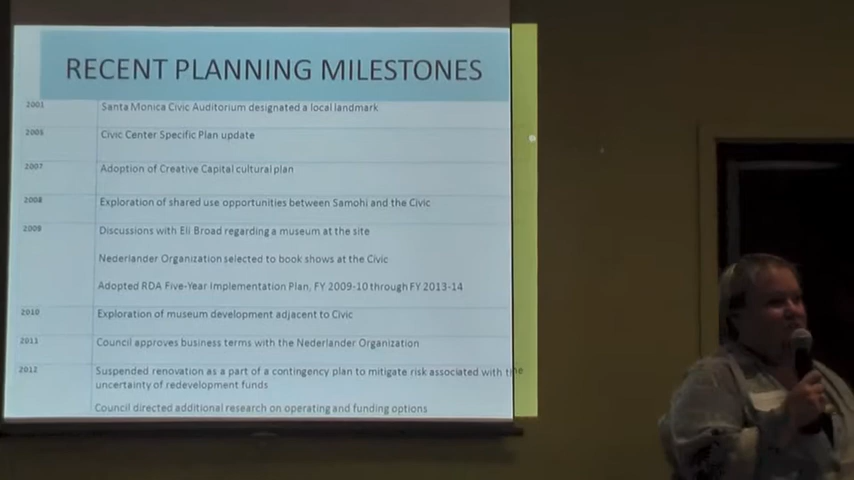 RECENT PLANNING MILESTONES
2001 Santa Monica Civic Auditorium designated a local landmark
2005 Civic Center Specific Plan update
2007 Adoption of Creative Capital cultural plan
2008 Exploration of shared use opportunities between Samohi and the Civic
2009 Discussions with Eli Broad regarding a museum at the site
Nederlander Organization selected to book shows at the Civic
Adopted RDA Five-Year Implementation Plan, FY 2009-10 through FY 2013-14
2010 Exploration of museum development adjacent to Civic
2011 Council approves business terms with the Nederlander Organization
2012 Suspended renovation as a part of a contingency plan to mitigate risk associated with the
uncertainty of redevelopment funds
Council directed additional research on operating and funding options